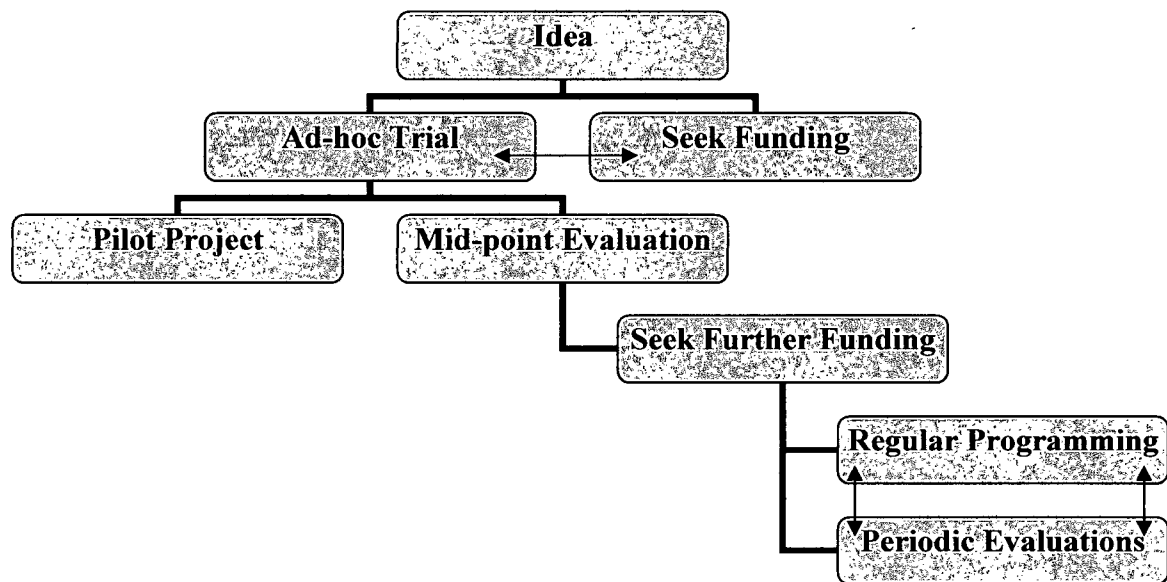 Idea
Ad-hoc Trial
Seek Funding
Pilot Project
Mid-point Evaluation
Seek Further Funding
Regular Programming
Periodic Evaluations